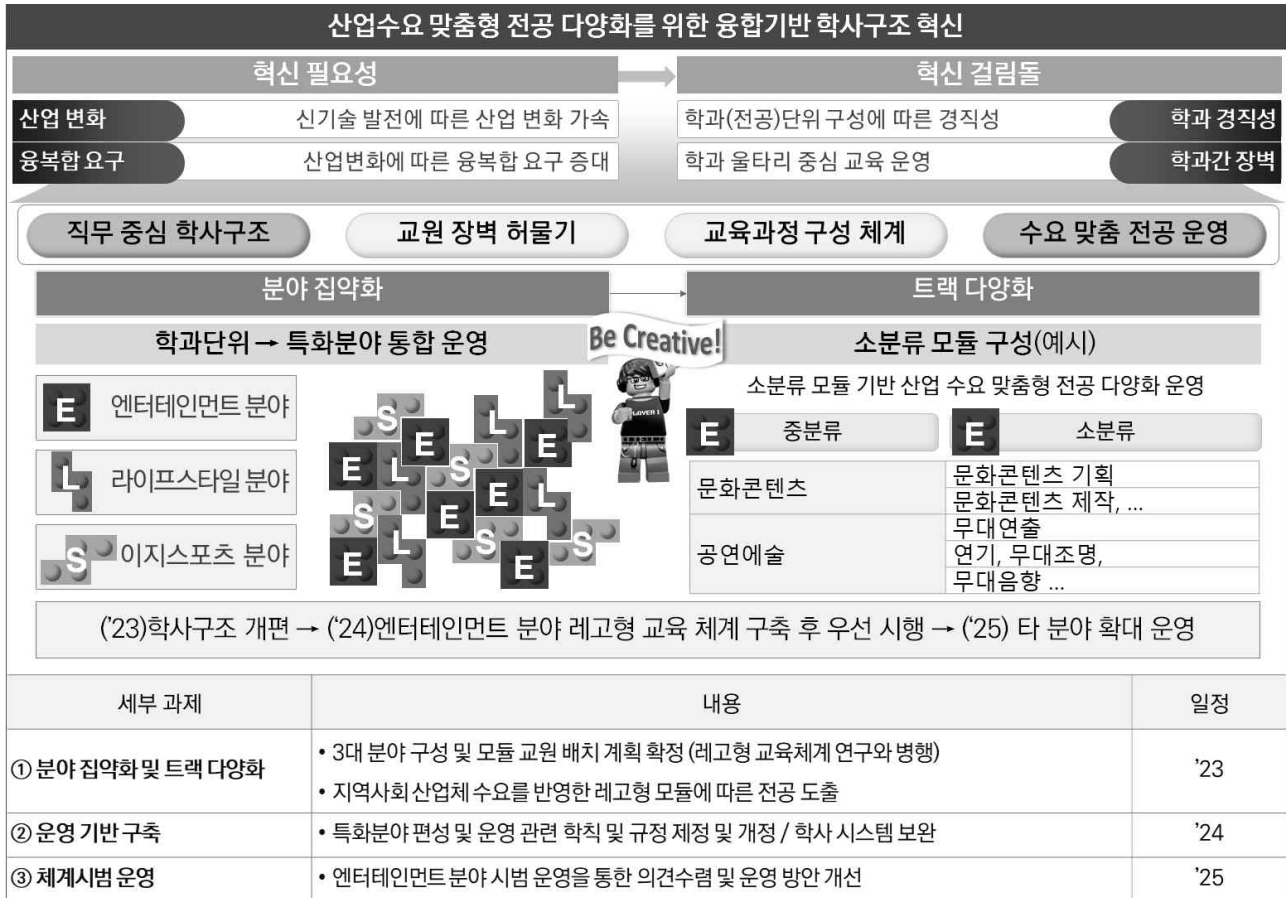 산업수요 맞춤형 전공 다양화를 위한 융합기반 학사구조 혁신
혁신 필요성
혁신 걸림돌
산업 변화
신기술 발전에 따른 산업 변화 가속
학과(전공)단위 구성에 따른 경직성
학과 경직성
융복합 요구
산업변화에 따른 융복합 요구 증대
학과 울타리 중심 교육 운영
학과간 장벽
직무 중심 학사구조
교원 장벽 허물기
교육과정 구성 체계
수요 맞춤 전공 운영
분야 집약화
트랙 다양화
학과단위 → 특화분야 통합 운영
Be Creative!
소분류 모듈 구성(예시)
E 엔터테인먼트 분야
L 라이프스타일 분야
S 이지스포츠 분야
S
E
L
L
E
E
L
S
E
L
S
E
E
L
S
E
S
LOVER I
소분류 모듈 기반 산업 수요 맞춤형 전공 다양화 운영
E 중분류
E 소분류
문화콘텐츠
문화콘텐츠 기획
문화콘텐츠 제작, ...
공연예술
무대연출
연기, 무대조명,
무대음향 ...
('23)학사구조 개편 → ('24)엔터테인먼트 분야 레고형 교육 체계 구축 후 우선 시행 → ('25) 타 분야 확대 운영
세부 과제
내용
일정
① 분야 집약화 및 트랙 다양화
• 3대 분야 구성 및 모듈 교원 배치 계획 확정 (레고형 교육체계 연구와 병행)
• 지역사회 산업체 수요를 반영한 레고형 모듈에 따른 전공 도출
'23
② 운영 기반 구축
• 특화분야 편성 및 운영 관련 학칙 및 규정 제정 및 개정 / 학사 시스템 보완
'24
③ 체계시범 운영
• 엔터테인먼트 분야 시범 운영을 통한 의견수렴 및 운영 방안 개선
'25